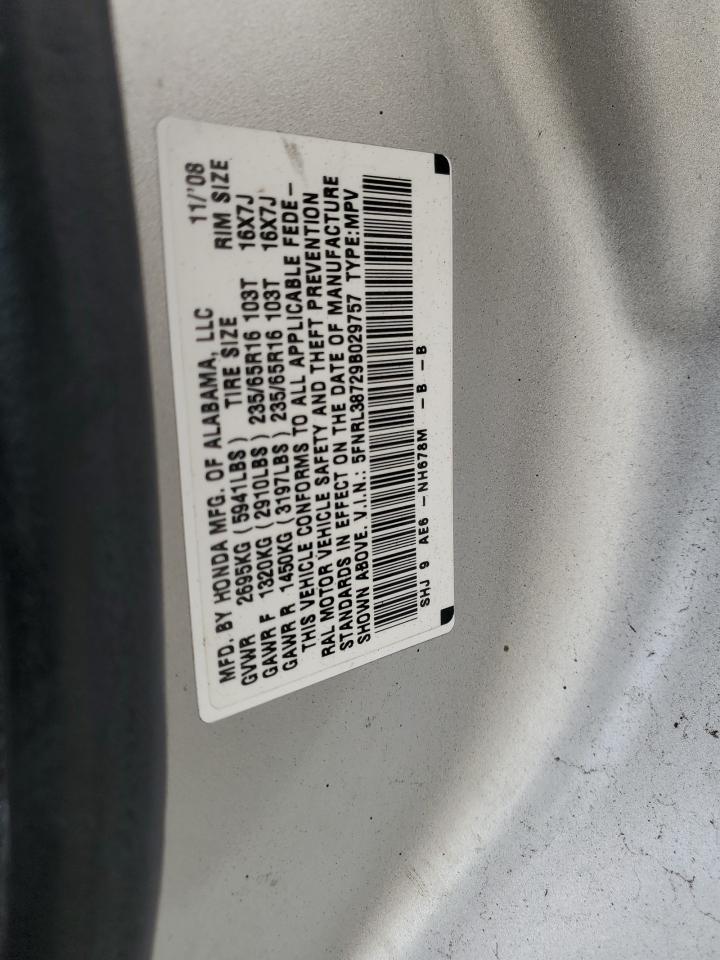 MFD. BY HONDA MFG. OF ALABAMA, LLC 11/'08
GVWR 2695KG (5941LBS) TIRE SIZE RIM SIZE
GAWR F 1320KG (2910LBS) 235/65R16 103T 16X7J
GAWR R 1450KG (3197LBS) 235/65R16 103T 16X7J
THIS VEHICLE CONFORMS TO ALL APPLICABLE FEDE-
RAL MOTOR VEHICLE SAFETY AND THEFT PREVENTION
STANDARDS IN EFFECT ON THE DATE OF MANUFACTURE
SHOWN ABOVE. V.I.N.: 5FNRL38729B029757 TYPE:MPV
SHJ 9 AE6 -NH678M -B -B